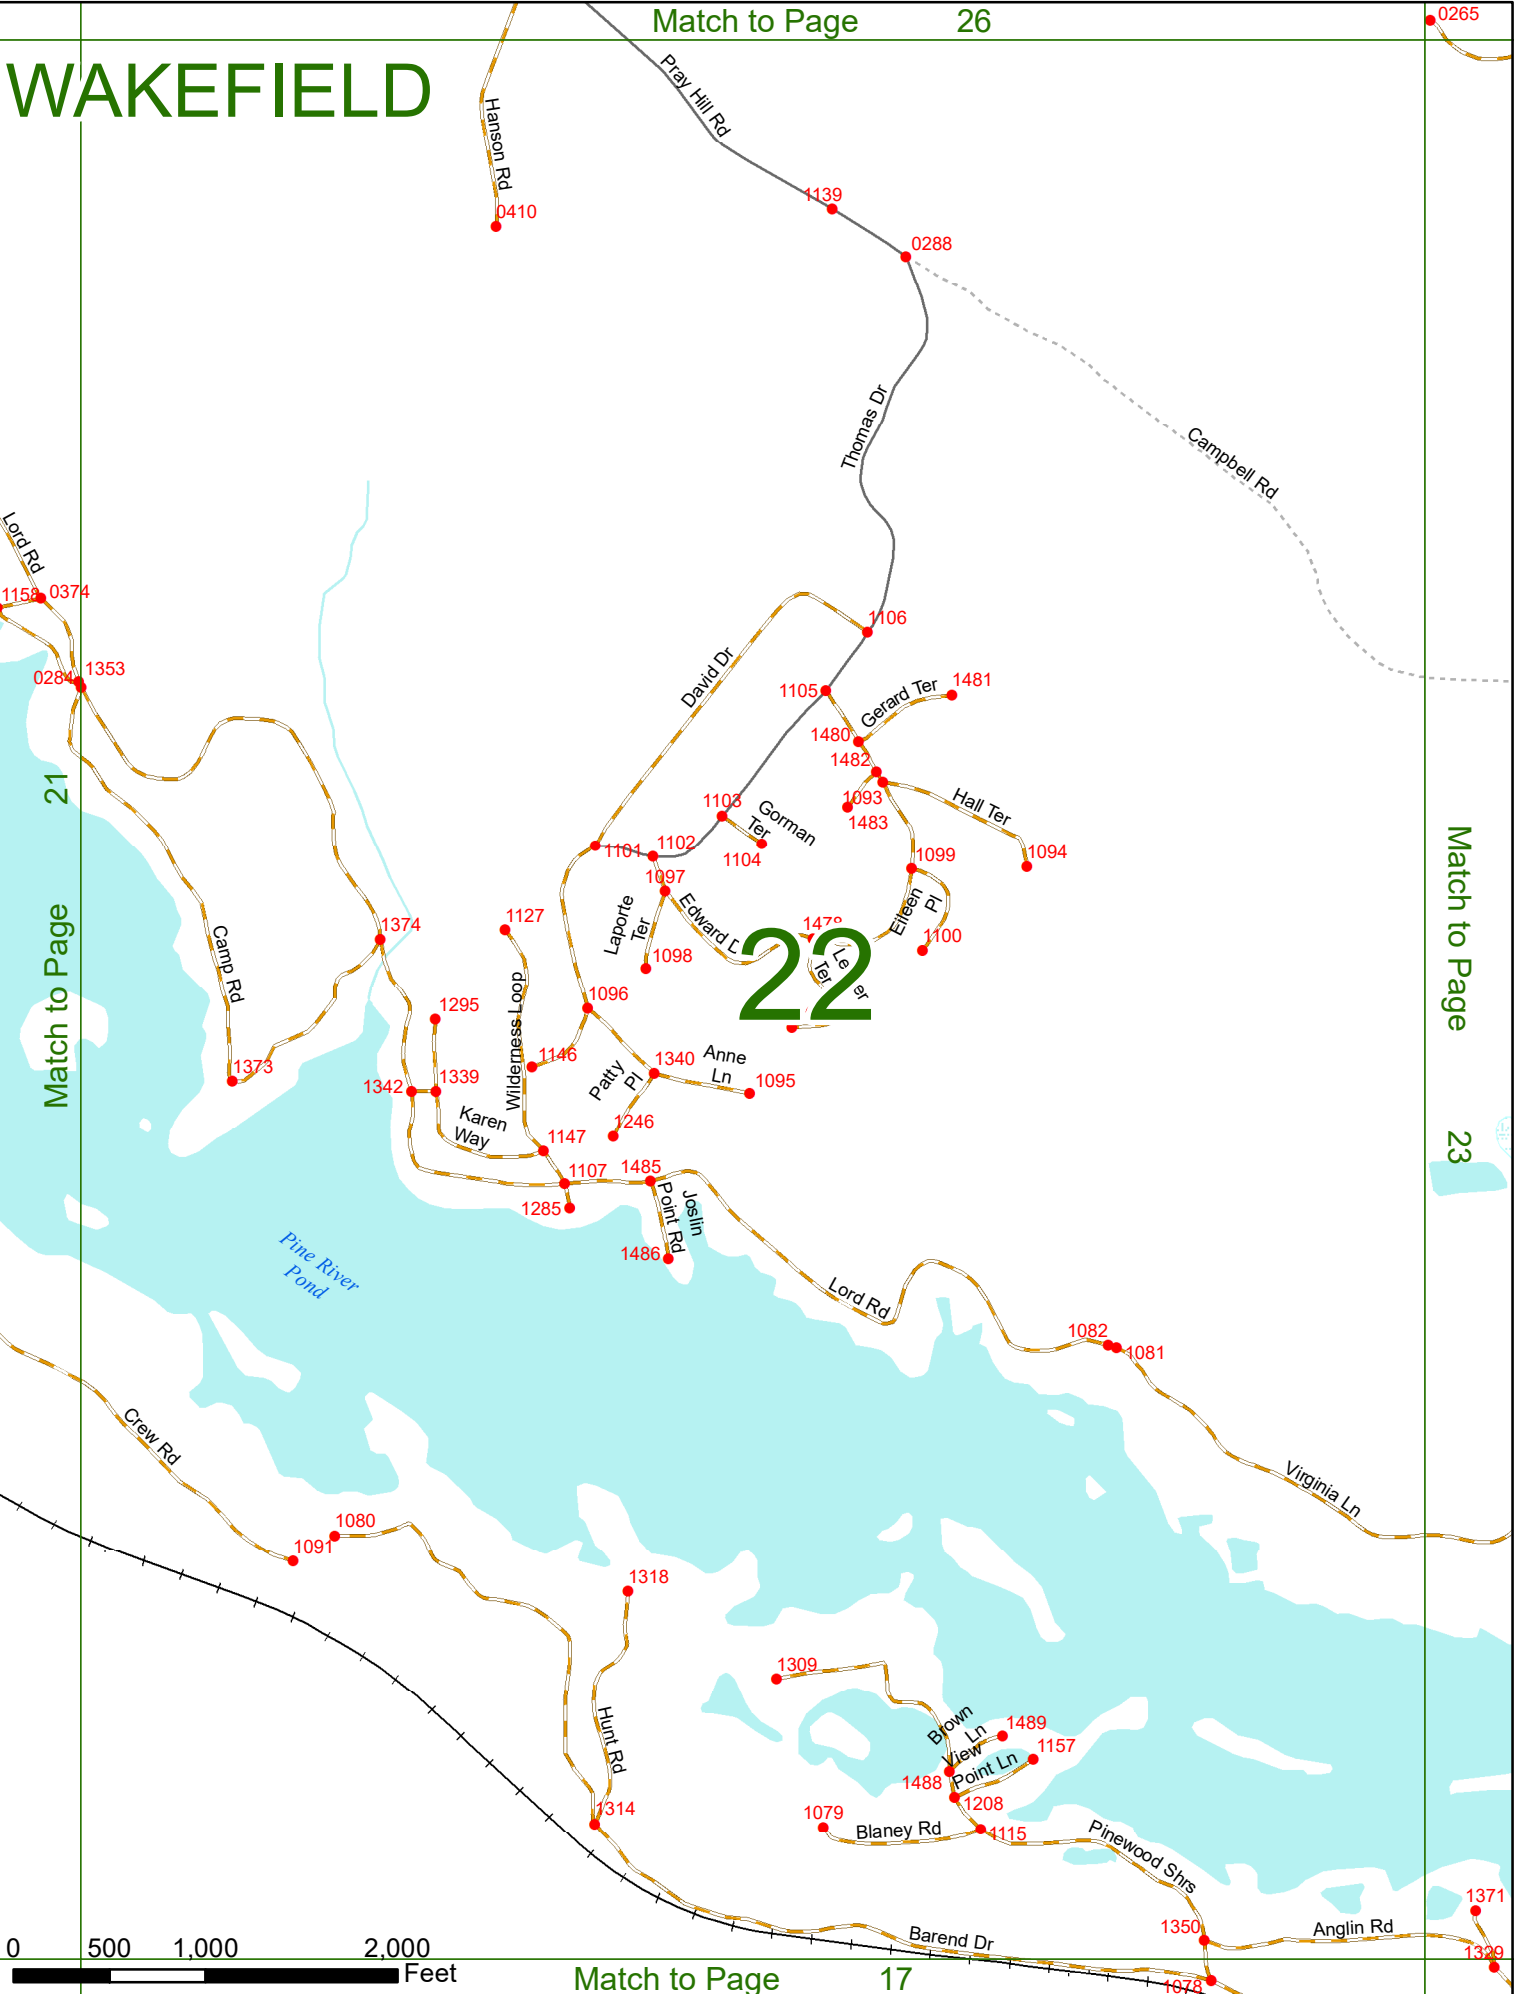 Match to Page 26
0265
WAKEFIELD
Pray Hill Rd
Hanson Rd
1139
0410
0288
Thomas Dr
Campbell Rd
Lord Rd
1158
0374
1106
0284
1353
David Dr
1105
Gerard Ter
1481
1480
1482
21
Match to Page
1093
1483
Hall Ter
1103
Gorman
Ter
1104
1101
1102
1099
1094
Match to Page
23
1097
Laporte
Ter
Edward
Eileen
Pl
1127
1374
1098
1100
22
Ter
Camp Rd
1295
Wilderness Loop
1096
1146
1340
Anne
Ln
1095
1373
1342
1339
Patty
Pl
1246
Karen
Way
1147
1107
1485
1285
Joslin
Point Rd
1486
Pine River
Pond
Lord Rd
1082
1081
Crew Rd
Virginia Ln
1080
1091
1318
1309
Hunt Rd
Brown
Ln
1489
View
1157
1488
Point Ln
1208
1314
1079
Blaney Rd
1115
Pinewood Shrs
1371
1350
Anglin Rd
Barend Dr
1329
0 500 1,000 2,000
Feet
Match to Page 17
1078